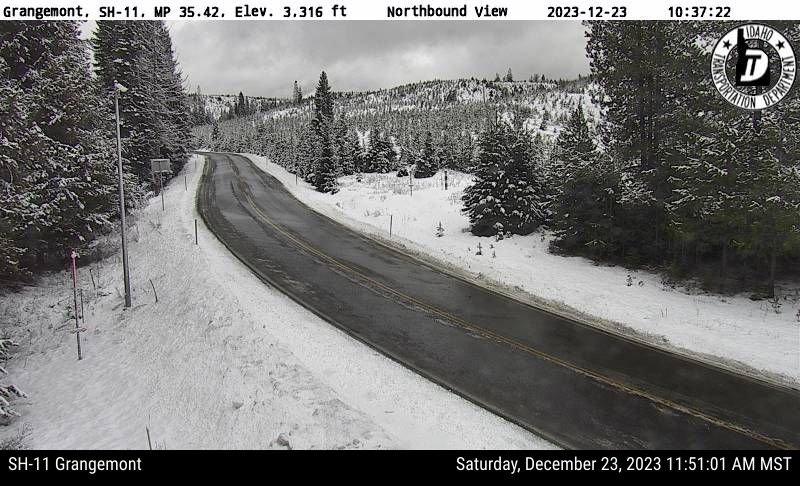 Grangemont, SH-11, MP 35.42, Elev. 3,316 ft Northbound View 2023-12-23 10:37:22
IDAHO
TRANSPORTATION DEPARTMENT
SH-11 Grangemont Saturday, December 23, 2023 11:51:01 AM MST